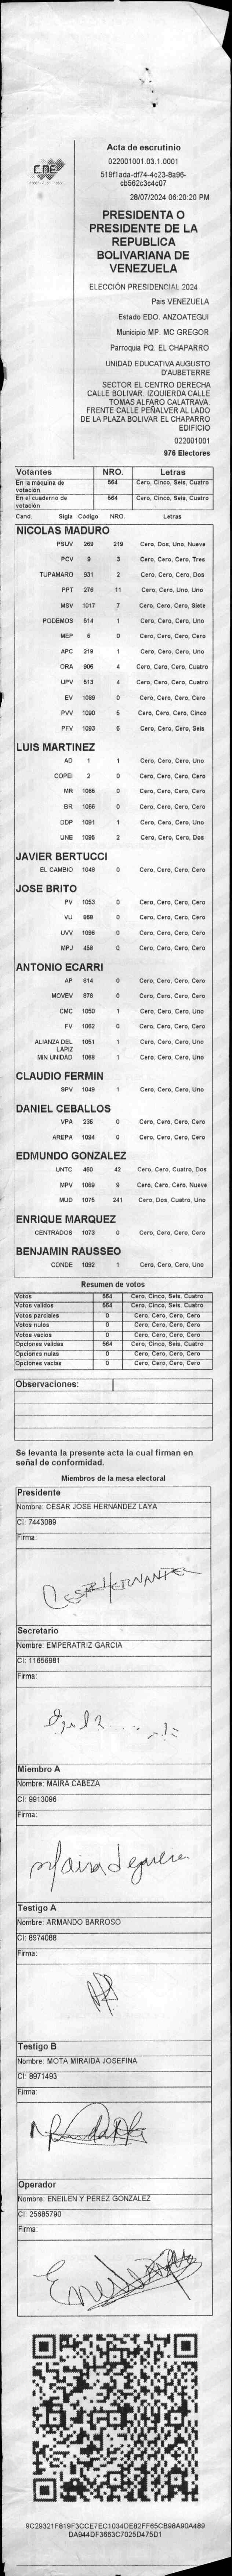 CNE
Acta de escrutinio
022001001.03.1.0001
519f1ada-df74-4c23-8a96-
cb562c3c4c07
28/07/2024 06:20:20 PM
PRESIDENTA O
PRESIDENTE DE LA
REPUBLICA
BOLIVARIANA DE
VENEZUELA
ELECCIÓN PRESIDENCIAL 2024
Pais VENEZUELA
Estado EDO. ANZOATEGUI
Municipio MP. MC GREGOR
Parroquia PQ. EL CHAPARRO
UNIDAD EDUCATIVA AUGUSTO
D'AUBETERRE
SECTOR EL CENTRO DERECHA
CALLE BOLIVAR. IZQUIERDA CALLE
TOMAS ALFARO CALATRAVA.
FRENTE CALLE PEÑALVER AL LADO
DE LA PLAZA BOLIVAR EL CHAPARRO
EDIFICIO
022001001
976 Electores
Votantes NRO. Letras
En la máquina de votación 564 Cero, Cinco, Seis, Cuatro
En el cuaderno de votación 564 Cero, Cinco, Seis, Cuatro
Cand. Sigla Código NRO. Letras
NICOLAS MADURO
PSUV 269 219 Cero, Dos, Uno, Nueve
PCV 9 3 Cero, Cero, Cero, Tres
TUPAMARO 931 2 Cero, Cero, Cero, Dos
PPT 276 11 Cero, Cero, Uno, Uno
MSV 1017 7 Cero, Cero, Cero, Siete
PODEMOS 514 1 Cero, Cero, Cero, Uno
MEP 6 0 Cero, Cero, Cero, Cero
APC 219 1 Cero, Cero, Cero, Uno
ORA 906 4 Cero, Cero, Cero, Cuatro
UPV 513 4 Cero, Cero, Cero, Cuatro
EV 1089 0 Cero, Cero, Cero, Cero
PVV 1090 5 Cero, Cero, Cero, Cinco
PFV 1093 6 Cero, Cero, Cero, Seis
LUIS MARTINEZ
AD 1 1 Cero, Cero, Cero, Uno
COPEI 2 0 Cero, Cero, Cero, Cero
MR 1065 0 Cero, Cero, Cero, Cero
BR 1066 0 Cero, Cero, Cero, Cero
DDP 1091 1 Cero, Cero, Cero, Uno
UNE 1095 2 Cero, Cero, Cero, Dos
JAVIER BERTUCCI
EL CAMBIO 1048 0 Cero, Cero, Cero, Cero
JOSE BRITO
PV 1053 0 Cero, Cero, Cero, Cero
VU 868 0 Cero, Cero, Cero, Cero
UVV 1096 0 Cero, Cero, Cero, Cero
MPJ 458 0 Cero, Cero, Cero, Cero
ANTONIO ECARRI
AP 814 0 Cero, Cero, Cero, Cero
MOVEV 878 0 Cero, Cero, Cero, Cero
CMC 1050 1 Cero, Cero, Cero, Uno
FV 1062 0 Cero, Cero, Cero, Cero
ALIANZA DEL LAPIZ 1051 1 Cero, Cero, Cero, Uno
MIN UNIDAD 1068 1 Cero, Cero, Cero, Uno
CLAUDIO FERMIN
SPV 1049 1 Cero, Cero, Cero, Uno
DANIEL CEBALLOS
VPA 236 0 Cero, Cero, Cero, Cero
AREPA 1094 0 Cero, Cero, Cero, Cero
EDMUNDO GONZALEZ
UNTC 460 42 Cero, Cero, Cuatro, Dos
MPV 1069 9 Cero, Cero, Cero, Nueve
MUD 1075 241 Cero, Dos, Cuatro, Uno
ENRIQUE MARQUEZ
CENTRADOS 1073 0 Cero, Cero, Cero, Cero
BENJAMIN RAUSSEO
CONDE 1092 1 Cero, Cero, Cero, Uno
Resumen de votos
Votos 564 Cero, Cinco, Seis, Cuatro
Votos validos 564 Cero, Cinco, Seis, Cuatro
Votos parciales 0 Cero, Cero, Cero, Cero
Votos nulos 0 Cero, Cero, Cero, Cero
Votos vacios 0 Cero, Cero, Cero, Cero
Opciones validas 564 Cero, Cinco, Seis, Cuatro
Opciones nulas 0 Cero, Cero, Cero, Cero
Opciones vacias 0 Cero, Cero, Cero, Cero
Observaciones:
Se levanta la presente acta la cual firman en
señal de conformidad.
Miembros de la mesa electoral
Presidente
Nombre: CESAR JOSE HERNANDEZ LAYA
CI: 7443089
Firma:
CESAR HERNANDEZ
Secretario
Nombre: EMPERATRIZ GARCIA
CI: 11656981
Firma:
Miembro A
Nombre: MAIRA CABEZA
CI: 9913096
Firma:
Testigo A
Nombre: ARMANDO BARROSO
CI: 8974088
Firma:
Testigo B
Nombre: MOTA MIRAIDA JOSEFINA
CI: 8971493
Firma:
Operador
Nombre: ENEILEN Y PEREZ GONZALEZ
CI: 25685790
Firma:
9C29321F819F3CCE7EC1034DE82FF65CB98A90A489
DA944DF3663C7025D475D1